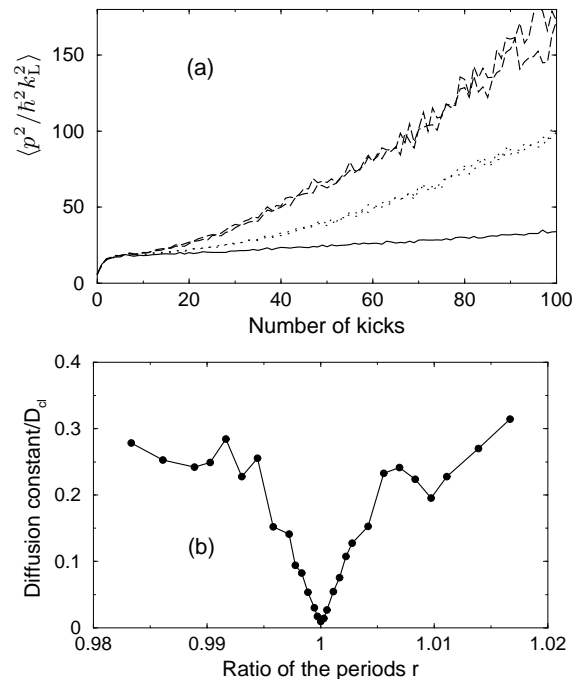 150
100
50
0
⟨p²/ħ²k_L²⟩
(a)
0 20 40 60 80 100
Number of kicks
0.4
0.3
0.2
0.1
0
Diffusion constant/D_cl
(b)
0.98 0.99 1 1.01 1.02
Ratio of the periods r